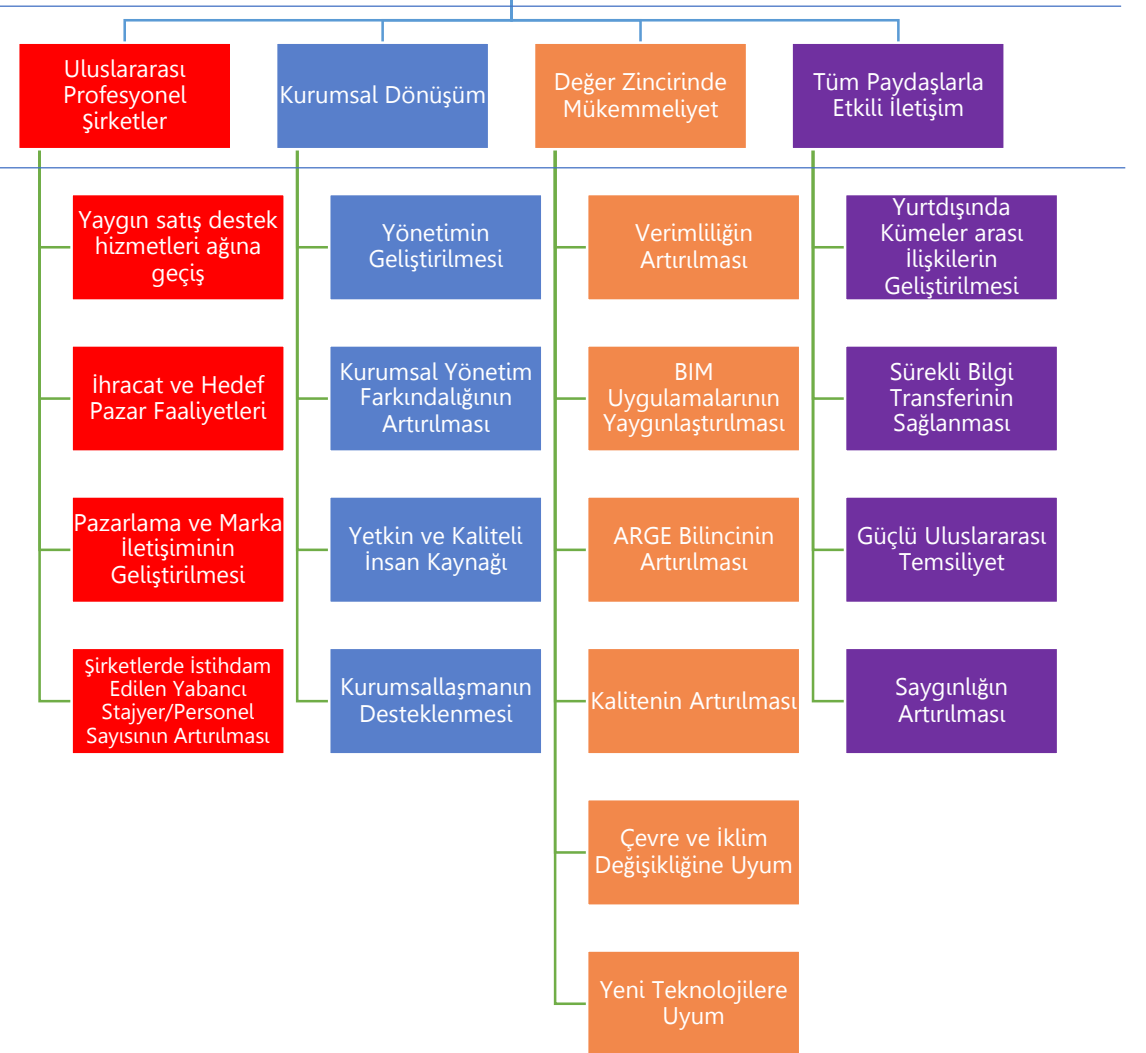 Uluslararası
Profesyonel
Şirketler
Kurumsal Dönüşüm
Değer Zincirinde
Mükemmeliyet
Tüm Paydaşlarla
Etkili İletişim
Yaygın satış destek
hizmetleri ağına
geçiş
İhracat ve Hedef
Pazar Faaliyetleri
Pazarlama ve Marka
İletişiminin
Geliştirilmesi
Şirketlerde İstihdam
Edilen Yabancı
Stajyer/Personel
Sayısının Artırılması
Yönetimin
Geliştirilmesi
Kurumsal Yönetim
Farkındalığının
Artırılması
Yetkin ve Kaliteli
İnsan Kaynağı
Kurumsallaşmanın
Desteklenmesi
Verimliliğin
Artırılması
BIM
Uygulamalarının
Yaygınlaştırılması
ARGE Bilincinin
Artırılması
Kalitenin Artırılması
Çevre ve İklim
Değişikliğine Uyum
Yeni Teknolojilere
Uyum
Yurtdışında
Kümeler arası
İlişkilerin
Geliştirilmesi
Sürekli Bilgi
Transferinin
Sağlanması
Güçlü Uluslararası
Temsiliyet
Saygınlığın
Artırılması